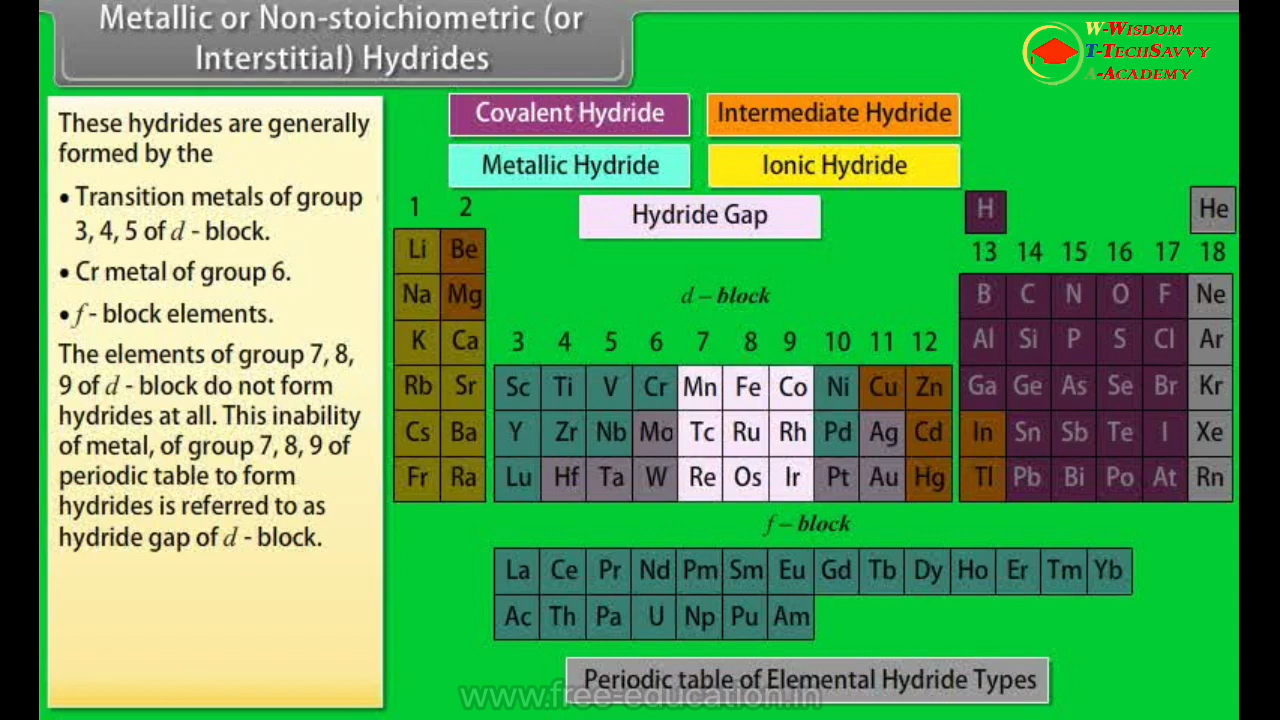 Metallic or Non-stoichiometric (or
Interstitial) Hydrides
W-Wisdom
T-TechSavvy
A-Academy
These hydrides are generally
formed by the
• Transition metals of group
3, 4, 5 of d - block.
• Cr metal of group 6.
• f - block elements.
The elements of group 7, 8,
9 of d - block do not form
hydrides at all. This inability
of metal, of group 7, 8, 9 of
periodic table to form
hydrides is referred to as
hydride gap of d - block.
Covalent Hydride Intermediate Hydride
Metallic Hydride Ionic Hydride
Hydride Gap
1 2 H He
13 14 15 16 17 18
Li Be B C N O F Ne
d – block
Na Mg Al Si P S Cl Ar
3 4 5 6 7 8 9 10 11 12
K Ca Sc Ti V Cr Mn Fe Co Ni Cu Zn Ga Ge As Se Br Kr
Rb Sr Y Zr Nb Mo Tc Ru Rh Pd Ag Cd In Sn Sb Te I Xe
Cs Ba Lu Hf Ta W Re Os Ir Pt Au Hg Tl Pb Bi Po At Rn
Fr Ra
f – block
La Ce Pr Nd Pm Sm Eu Gd Tb Dy Ho Er Tm Yb
Ac Th Pa U Np Pu Am
Periodic table of Elemental Hydride Types
www.free-education.in